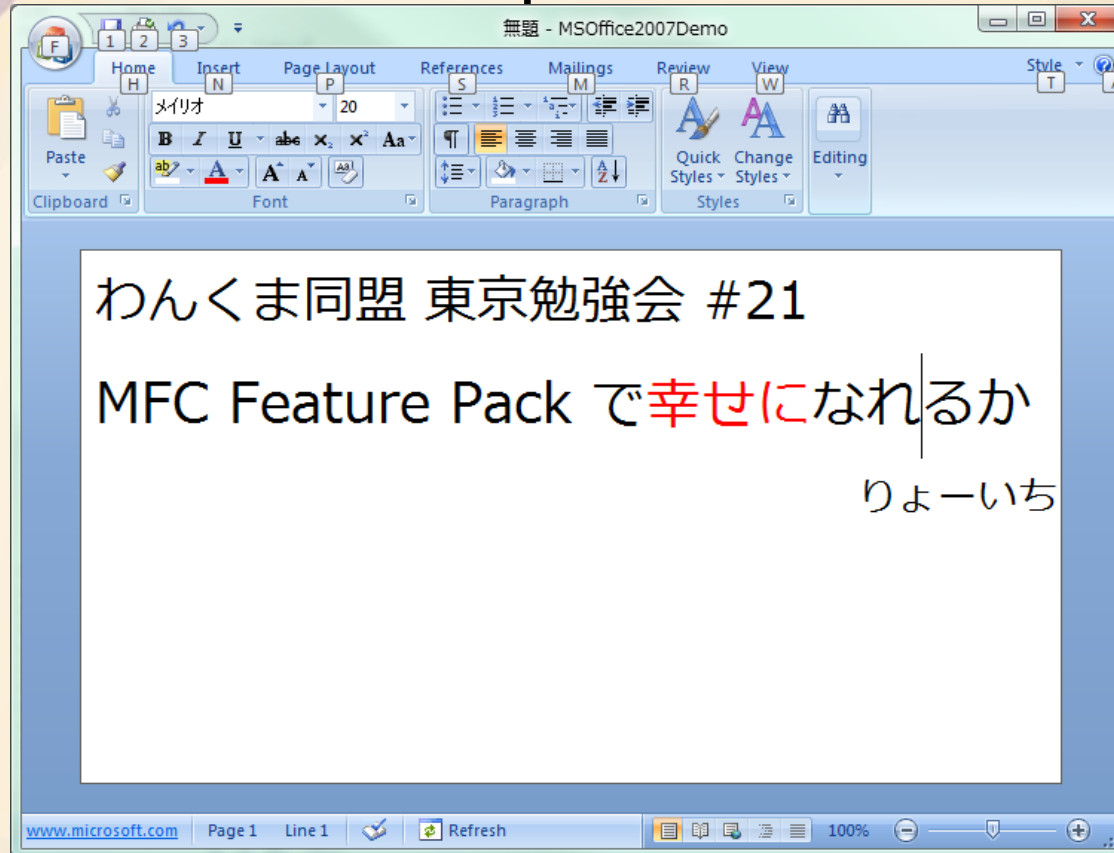 無題 - MSOffice2007Demo
F 1 2 3
Home Insert Page Layout References Mailings Review View Style
H N P S M R W T
メイリオ 20
B I U abe X₂ X² Aa
Paste
ab A A A Aa
Quick Styles
Change Styles
Editing
Clipboard Font Paragraph Styles
わんくま同盟 東京勉強会 #21
MFC Feature Pack で幸せになれるか
りょーいち
www.microsoft.com Page 1 Line 1 Refresh 100%